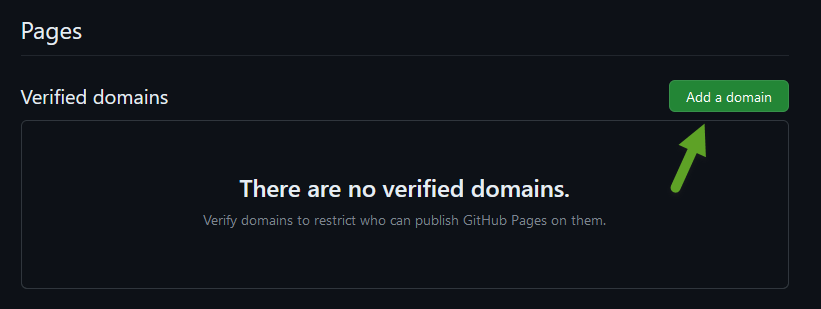 Pages
Verified domains
Add a domain
There are no verified domains.
Verify domains to restrict who can publish GitHub Pages on them.